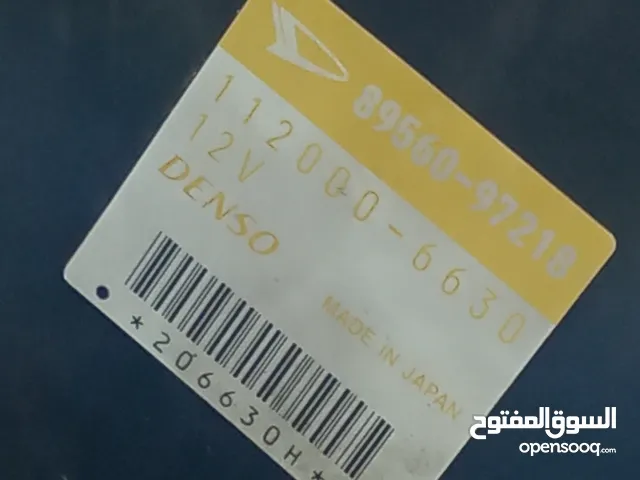 89560-97218
112000-6630
12V
DENSO
MADE IN JAPAN
*206630H*
السوق المفتوح
opensooq.com